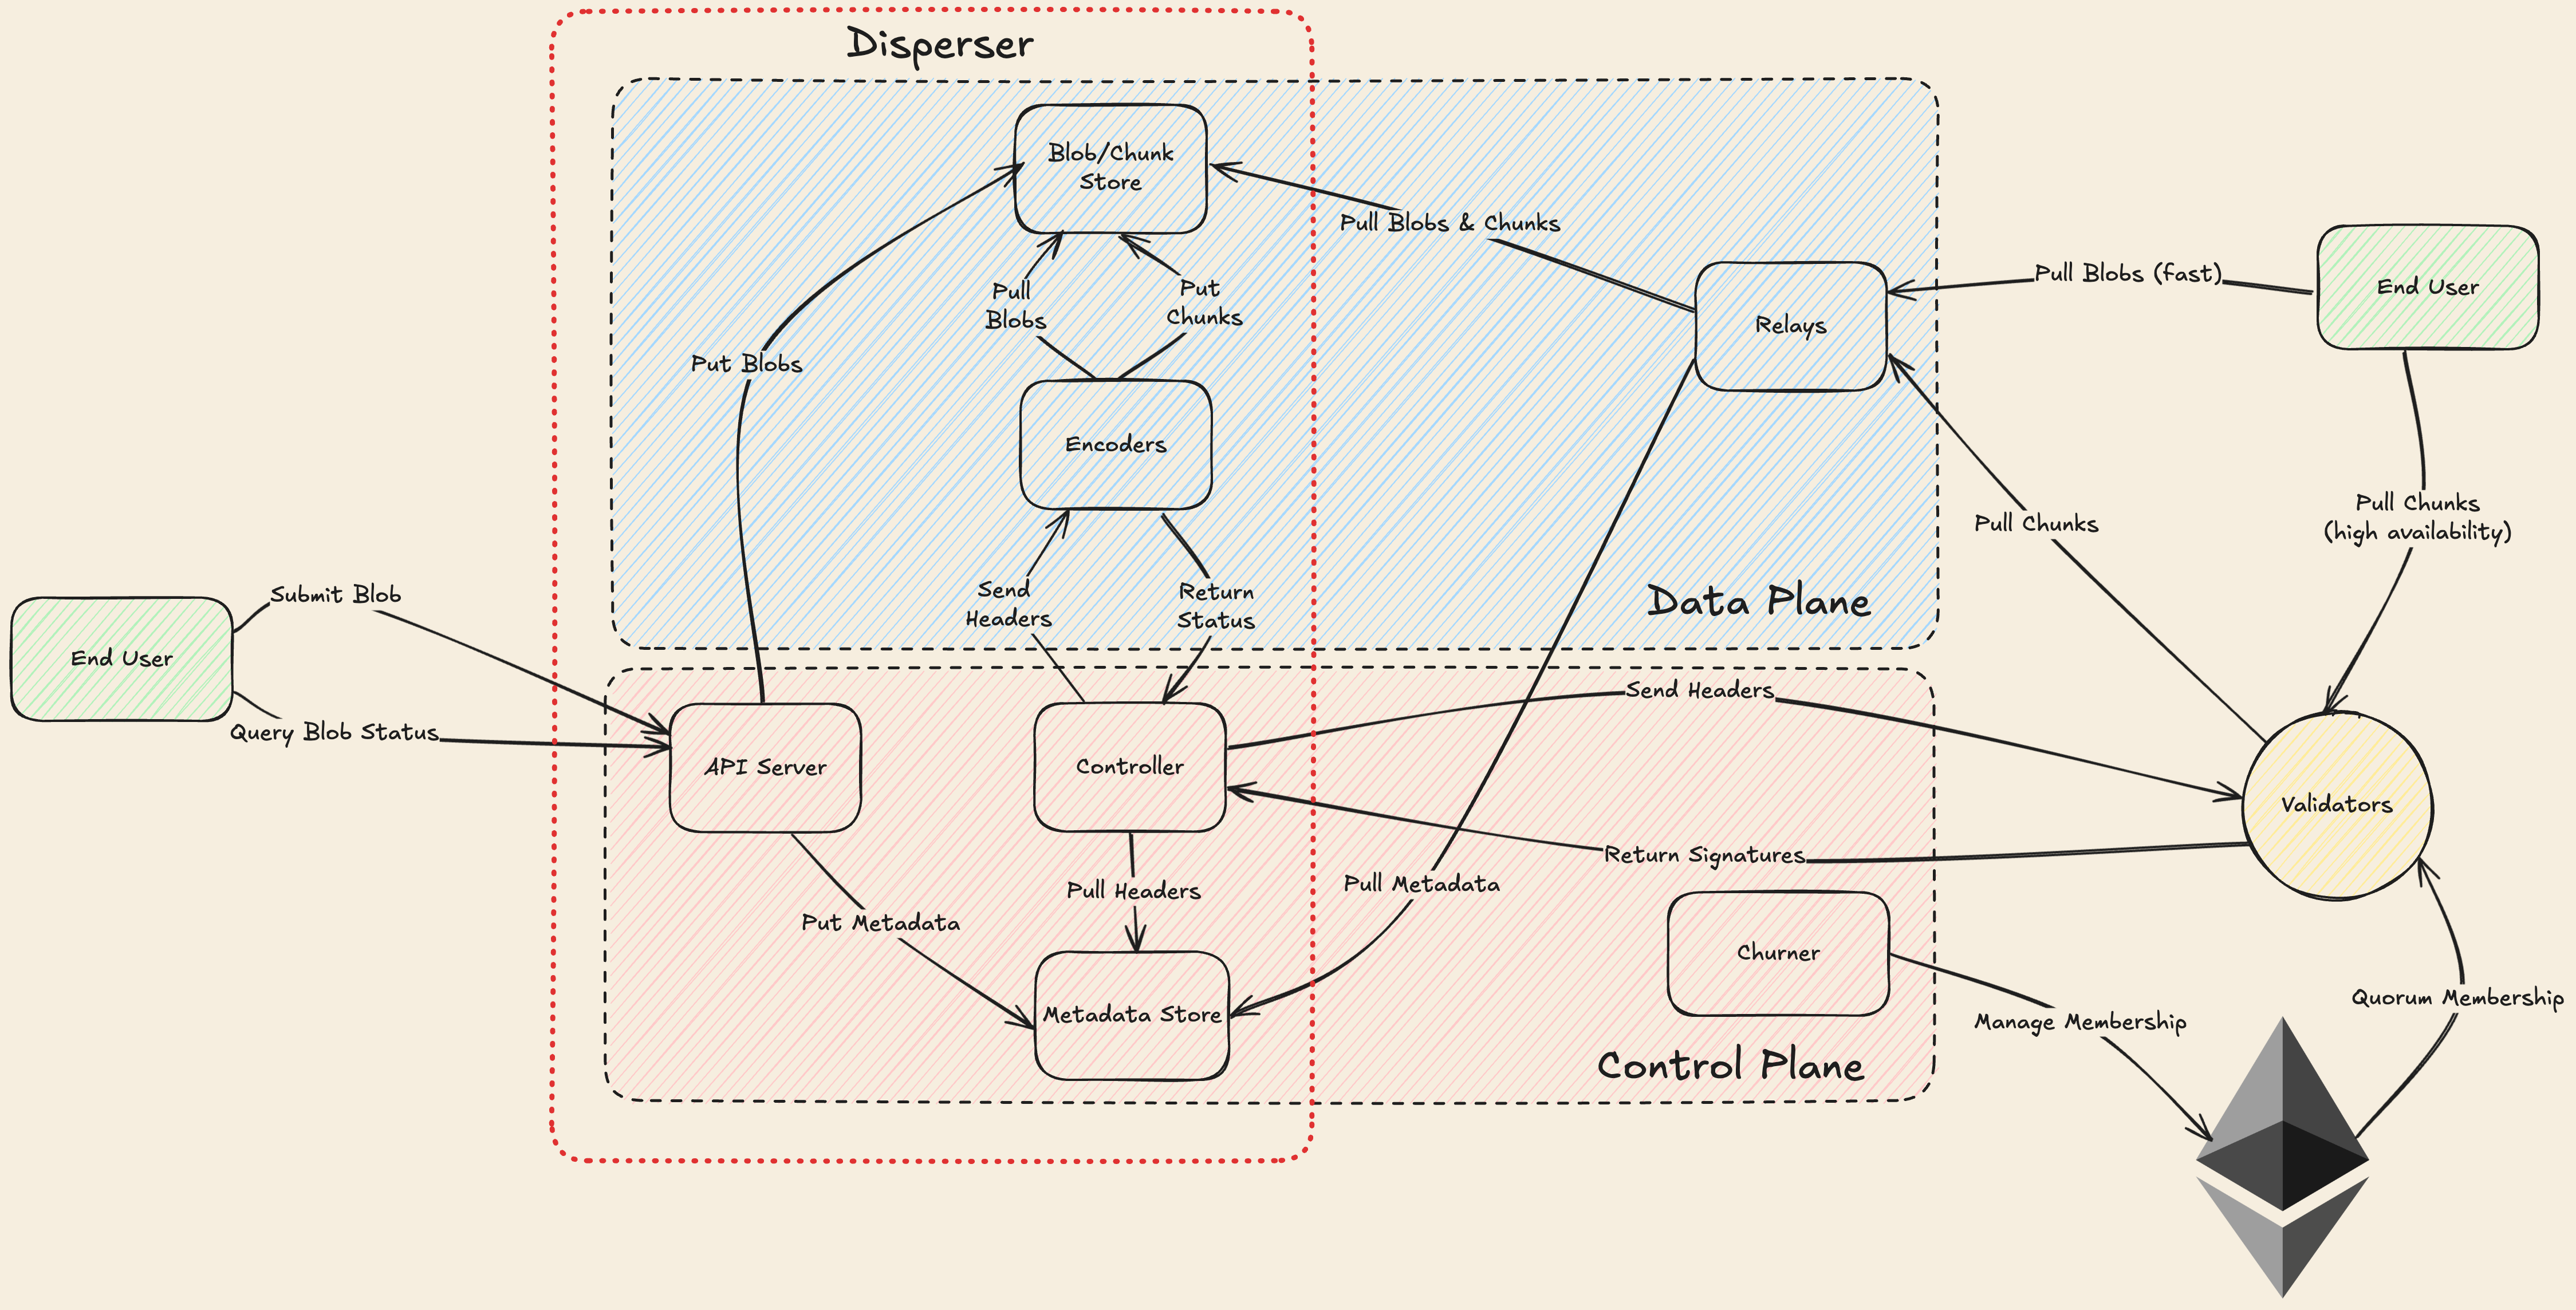 Disperser
Blob/Chunk
Store
Pull Blobs & Chunks
Pull Blobs (fast)
End User
Pull
Blobs
Put
Chunks
Relays
Put Blobs
Encoders
Pull Chunks
(high availability)
Pull Chunks
Send
Headers
Return
Status
Data Plane
Submit Blob
End User
Query Blob Status
API Server
Controller
Send Headers
Validators
Return Signatures
Pull Headers
Pull Metadata
Put Metadata
Churner
Metadata Store
Quorum Membership
Manage Membership
Control Plane